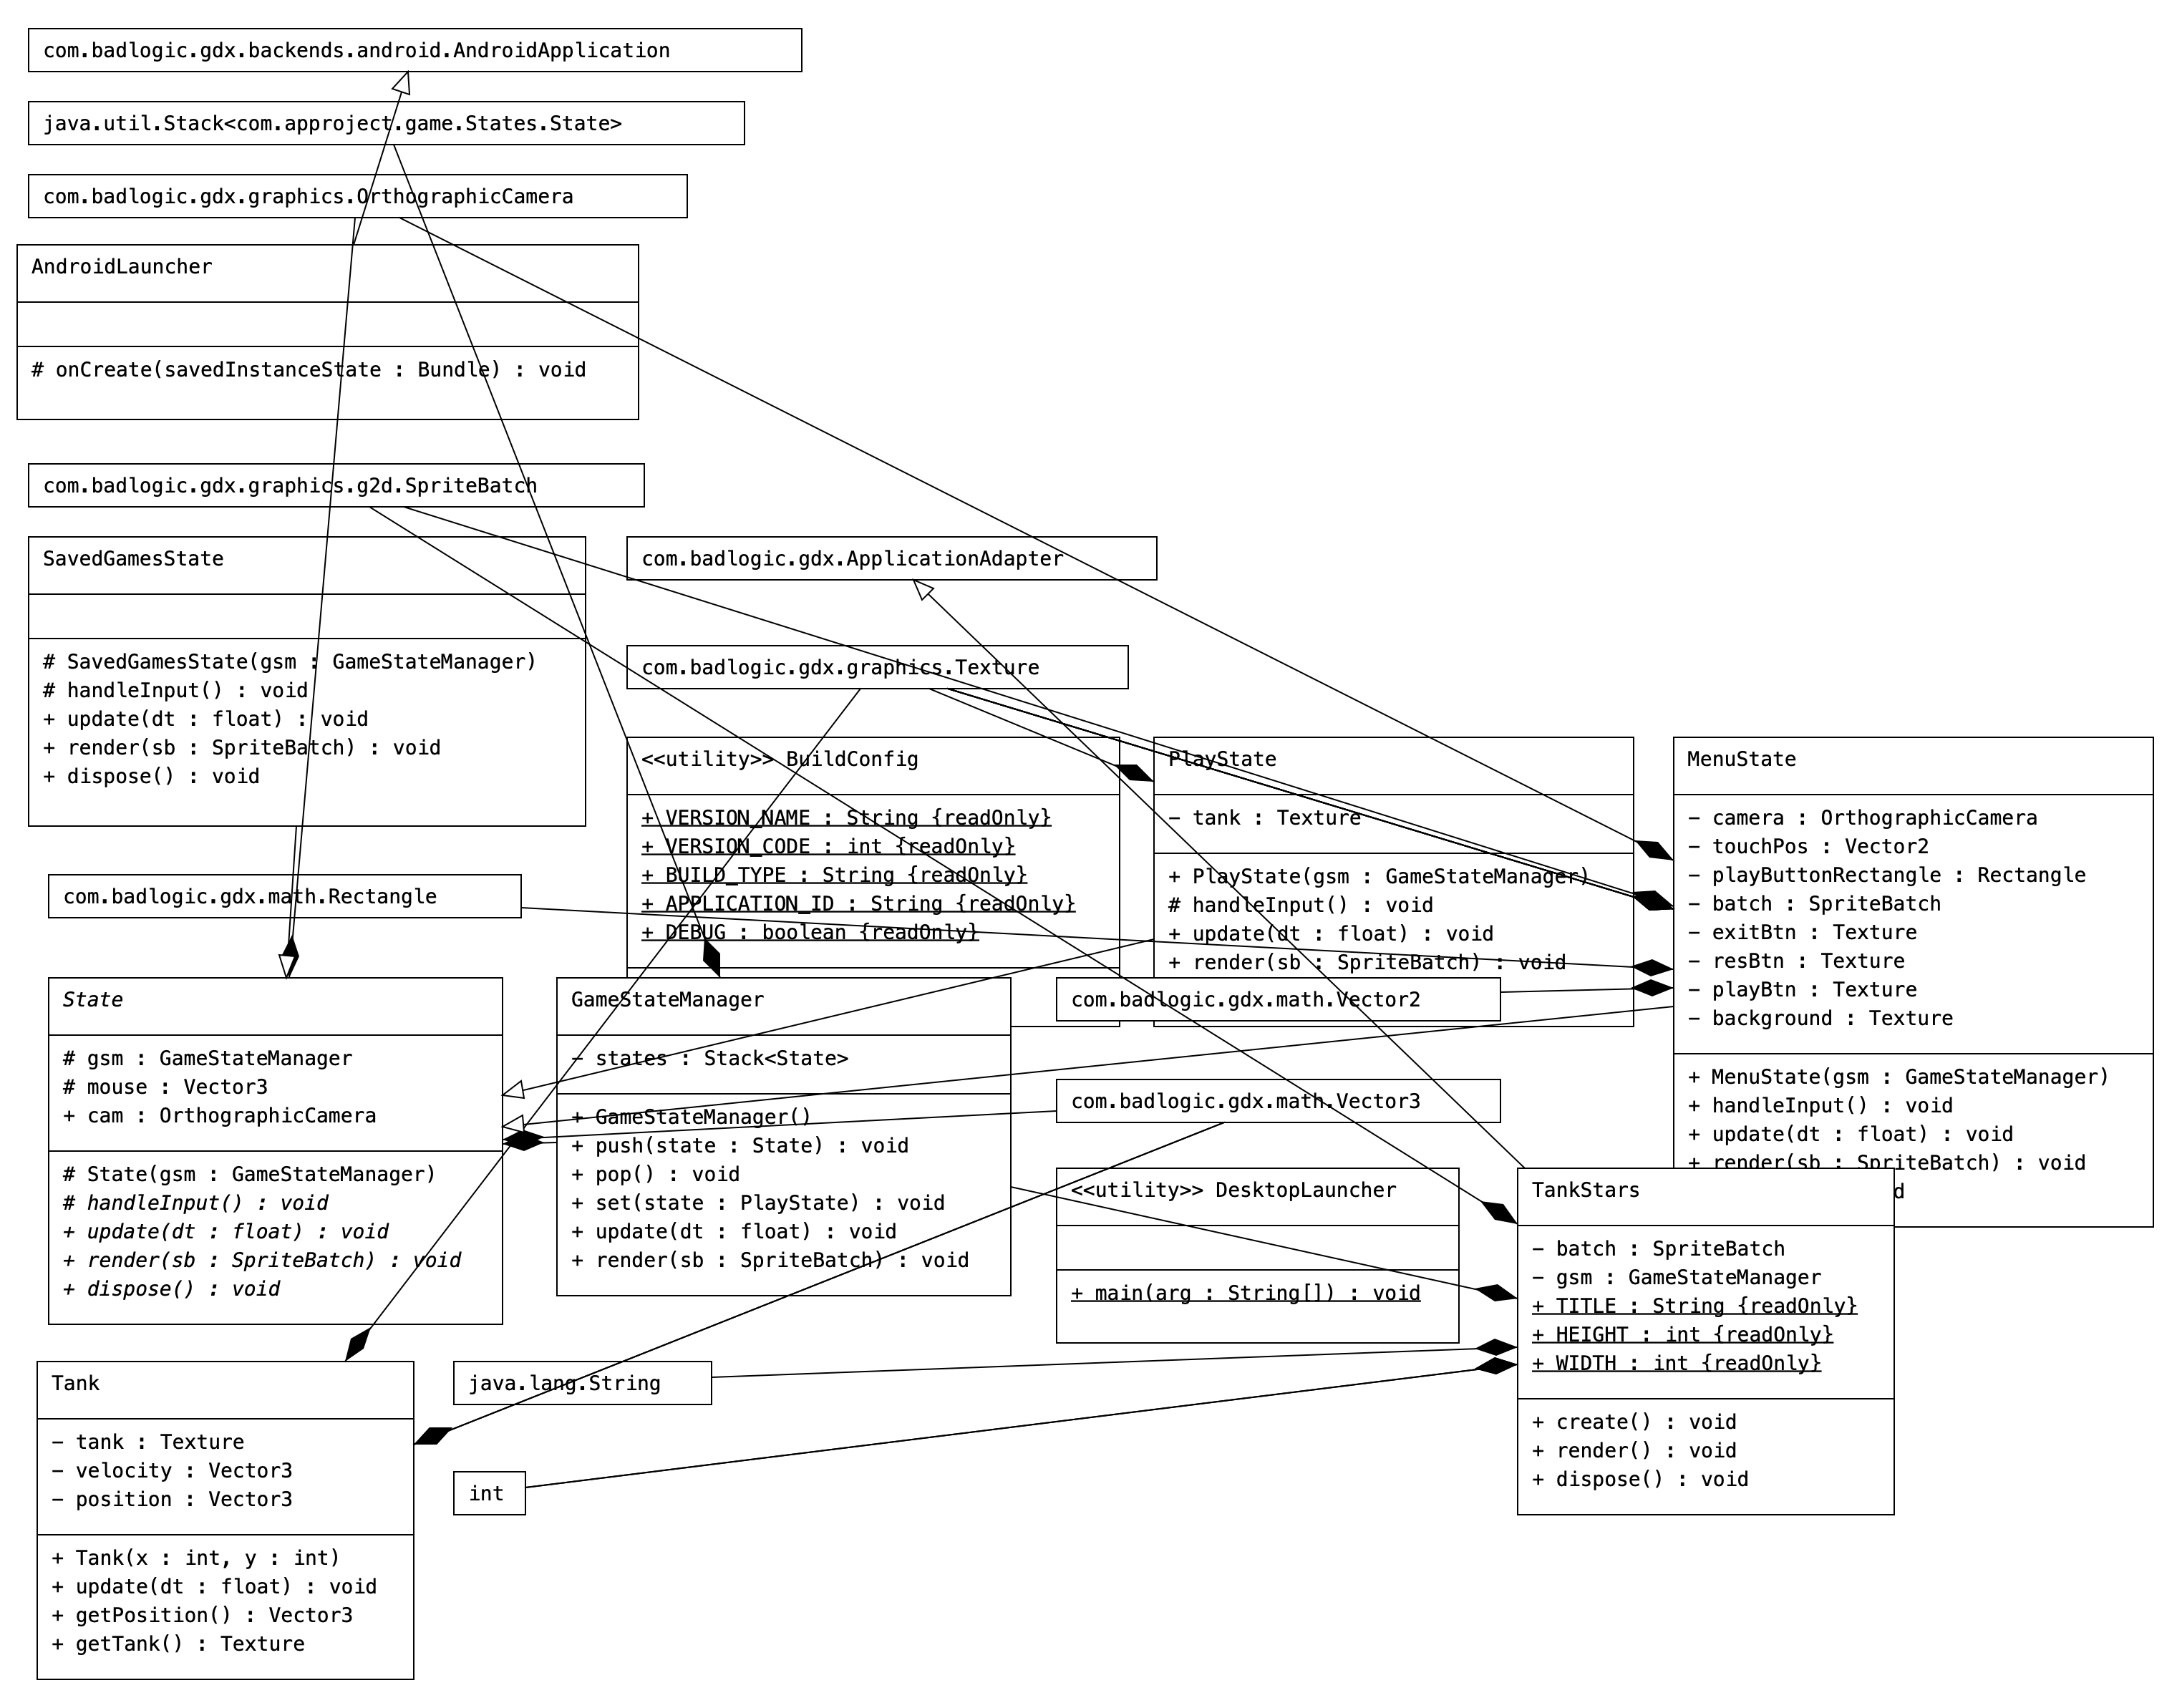 com.badlogic.gdx.backends.android.AndroidApplication
java.util.Stack<com.approject.game.States.State>
com.badlogic.gdx.graphics.OrthographicCamera
AndroidLauncher
# onCreate(savedInstanceState : Bundle) : void
com.badlogic.gdx.graphics.g2d.SpriteBatch
SavedGamesState
# SavedGamesState(gsm : GameStateManager)
# handleInput() : void
+ update(dt : float) : void
+ render(sb : SpriteBatch) : void
+ dispose() : void
com.badlogic.gdx.ApplicationAdapter
com.badlogic.gdx.graphics.Texture
<<utility>> BuildConfig
+ VERSION_NAME : String {readOnly}
+ VERSION_CODE : int {readOnly}
+ BUILD_TYPE : String {readOnly}
+ APPLICATION_ID : String {readOnly}
+ DEBUG : boolean {readOnly}
PlayState
− tank : Texture
+ PlayState(gsm : GameStateManager)
# handleInput() : void
+ update(dt : float) : void
+ render(sb : SpriteBatch) : void
MenuState
− camera : OrthographicCamera
− touchPos : Vector2
− playButtonRectangle : Rectangle
− batch : SpriteBatch
− exitBtn : Texture
− resBtn : Texture
− playBtn : Texture
− background : Texture
+ MenuState(gsm : GameStateManager)
+ handleInput() : void
+ update(dt : float) : void
+ render(sb : SpriteBatch) : void
d
com.badlogic.gdx.math.Rectangle
State
# gsm : GameStateManager
# mouse : Vector3
+ cam : OrthographicCamera
# State(gsm : GameStateManager)
# handleInput() : void
+ update(dt : float) : void
+ render(sb : SpriteBatch) : void
+ dispose() : void
GameStateManager
− states : Stack<State>
+ GameStateManager()
+ push(state : State) : void
+ pop() : void
+ set(state : PlayState) : void
+ update(dt : float) : void
+ render(sb : SpriteBatch) : void
com.badlogic.gdx.math.Vector2
com.badlogic.gdx.math.Vector3
<<utility>> DesktopLauncher
+ main(arg : String[]) : void
TankStars
− batch : SpriteBatch
− gsm : GameStateManager
+ TITLE : String {readOnly}
+ HEIGHT : int {readOnly}
+ WIDTH : int {readOnly}
+ create() : void
+ render() : void
+ dispose() : void
Tank
− tank : Texture
− velocity : Vector3
− position : Vector3
+ Tank(x : int, y : int)
+ update(dt : float) : void
+ getPosition() : Vector3
+ getTank() : Texture
java.lang.String
int